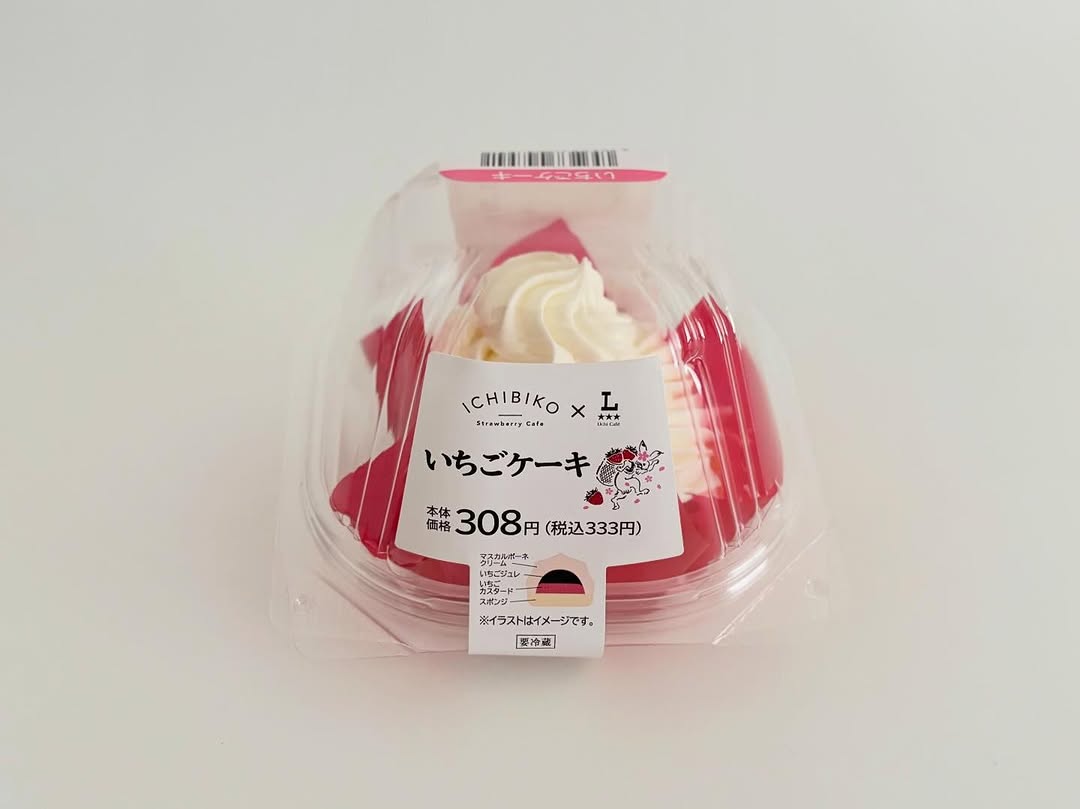 いちごケーキ
ICHIBIKO × L
Strawberry Cafe
Uchi Café
いちごケーキ
本体価格 308円 (税込333円)
マスカルポーネ
クリーム
いちごジュレ
いちご
カスタード
スポンジ
※イラストはイメージです。
要冷蔵